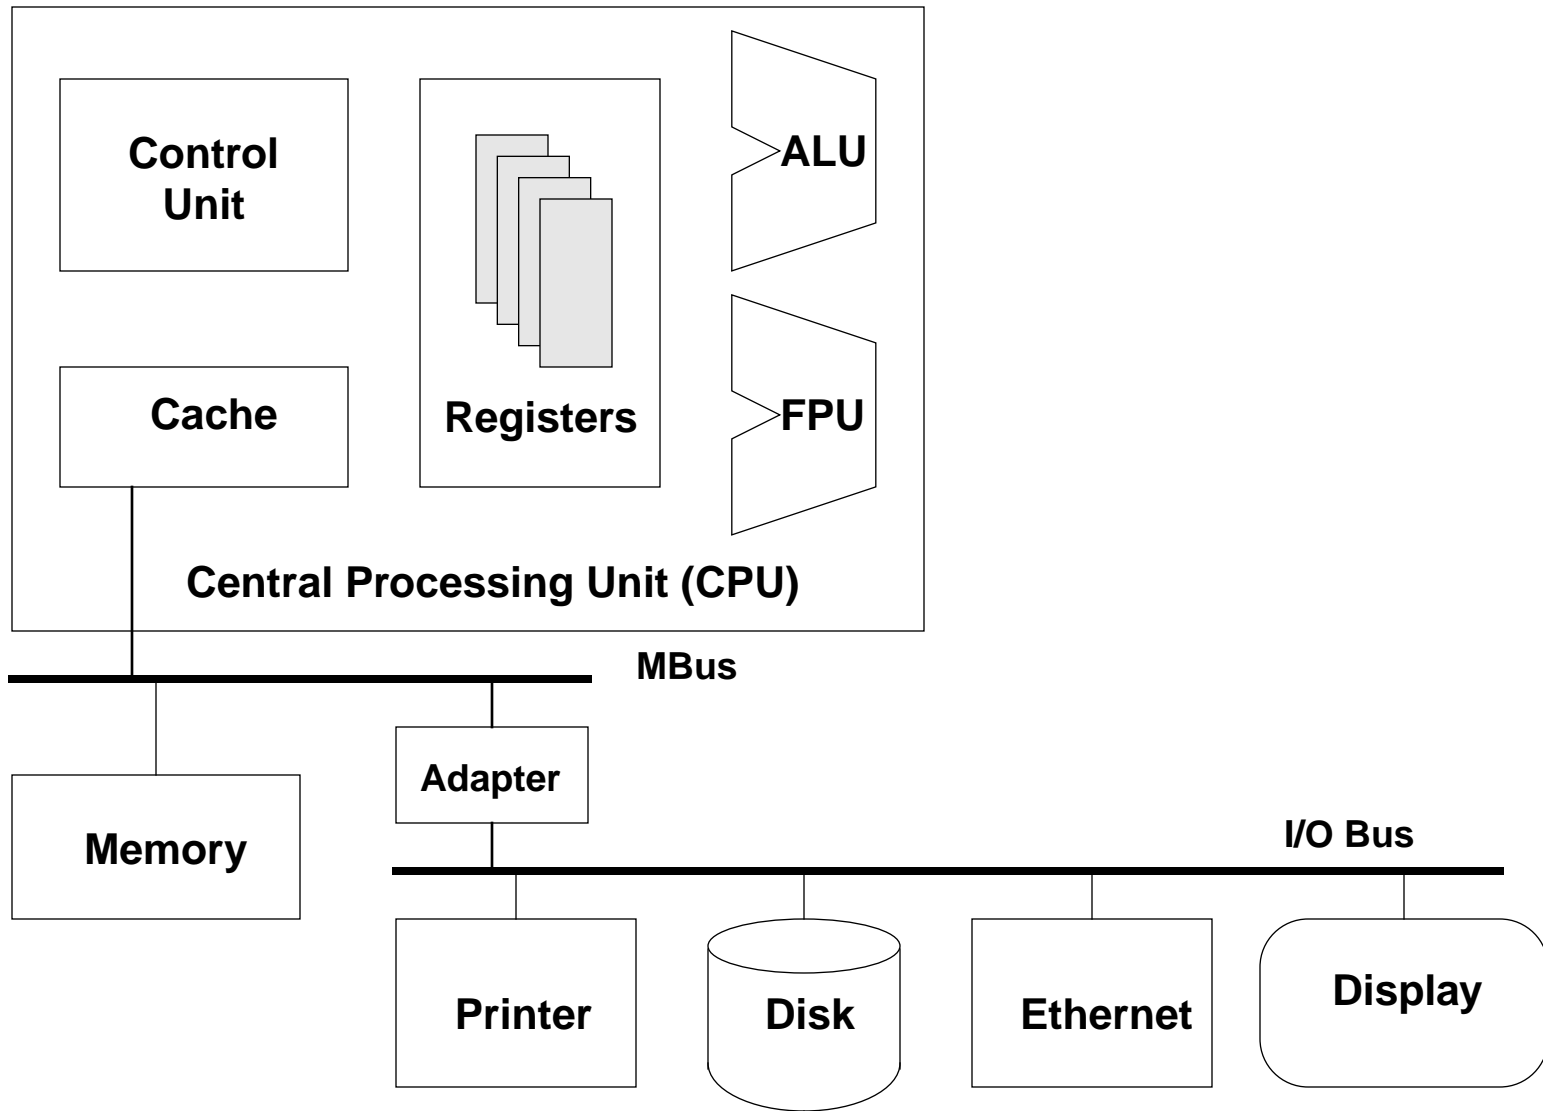 Control
Unit
ALU
Cache
Registers
FPU
Central Processing Unit (CPU)
MBus
Adapter
Memory
I/O Bus
Printer
Disk
Ethernet
Display